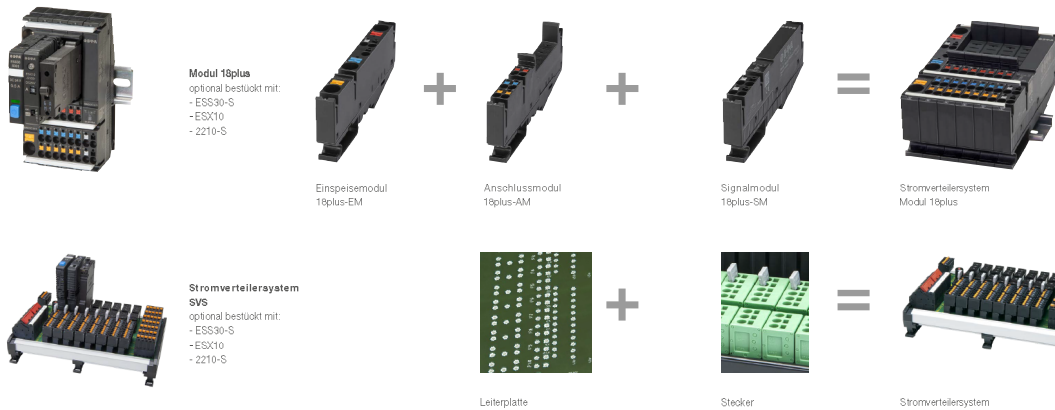 Modul 18plus
optional bestückt mit:
- ESS30-S
- ESX10
- 2210-S
Einspeisemodul
18plus-EM
Anschlussmodul
18plus-AM
Signalmodul
18plus-SM
Stromverteilersystem
Modul 18plus
Stromverteilersystem
SVS
optional bestückt mit:
- ESS30-S
- ESX10
- 2210-S
Leiterplatte
Stecker
Stromverteilersystem